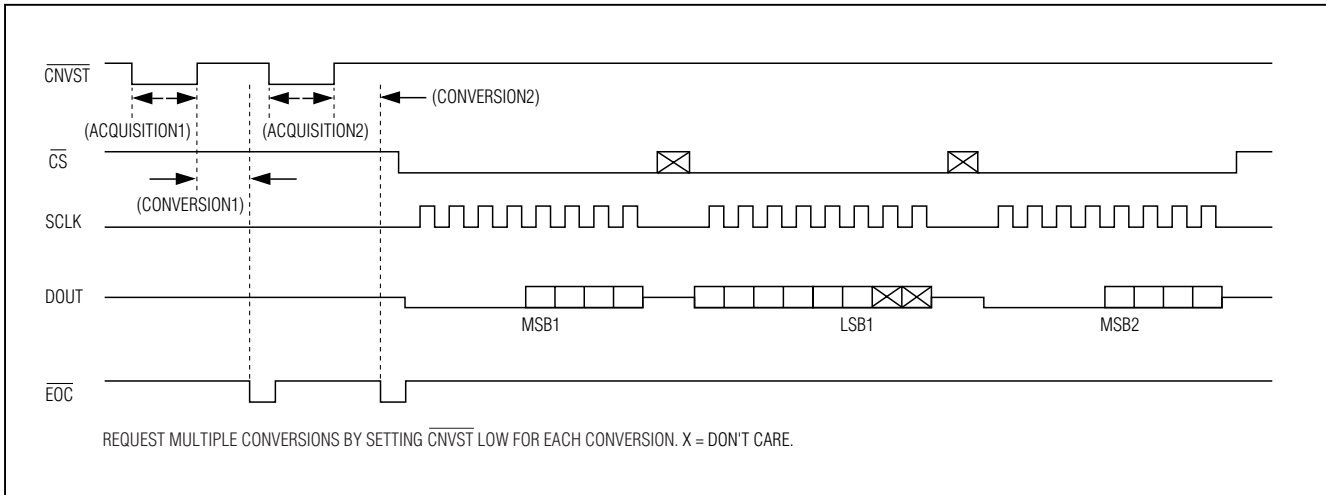 CNVST
(CONVERSION2)
(ACQUISITION1) (ACQUISITION2)
CS
(CONVERSION1)
SCLK
DOUT
MSB1 LSB1 MSB2
EOC
REQUEST MULTIPLE CONVERSIONS BY SETTING CNVST LOW FOR EACH CONVERSION. X = DON'T CARE.